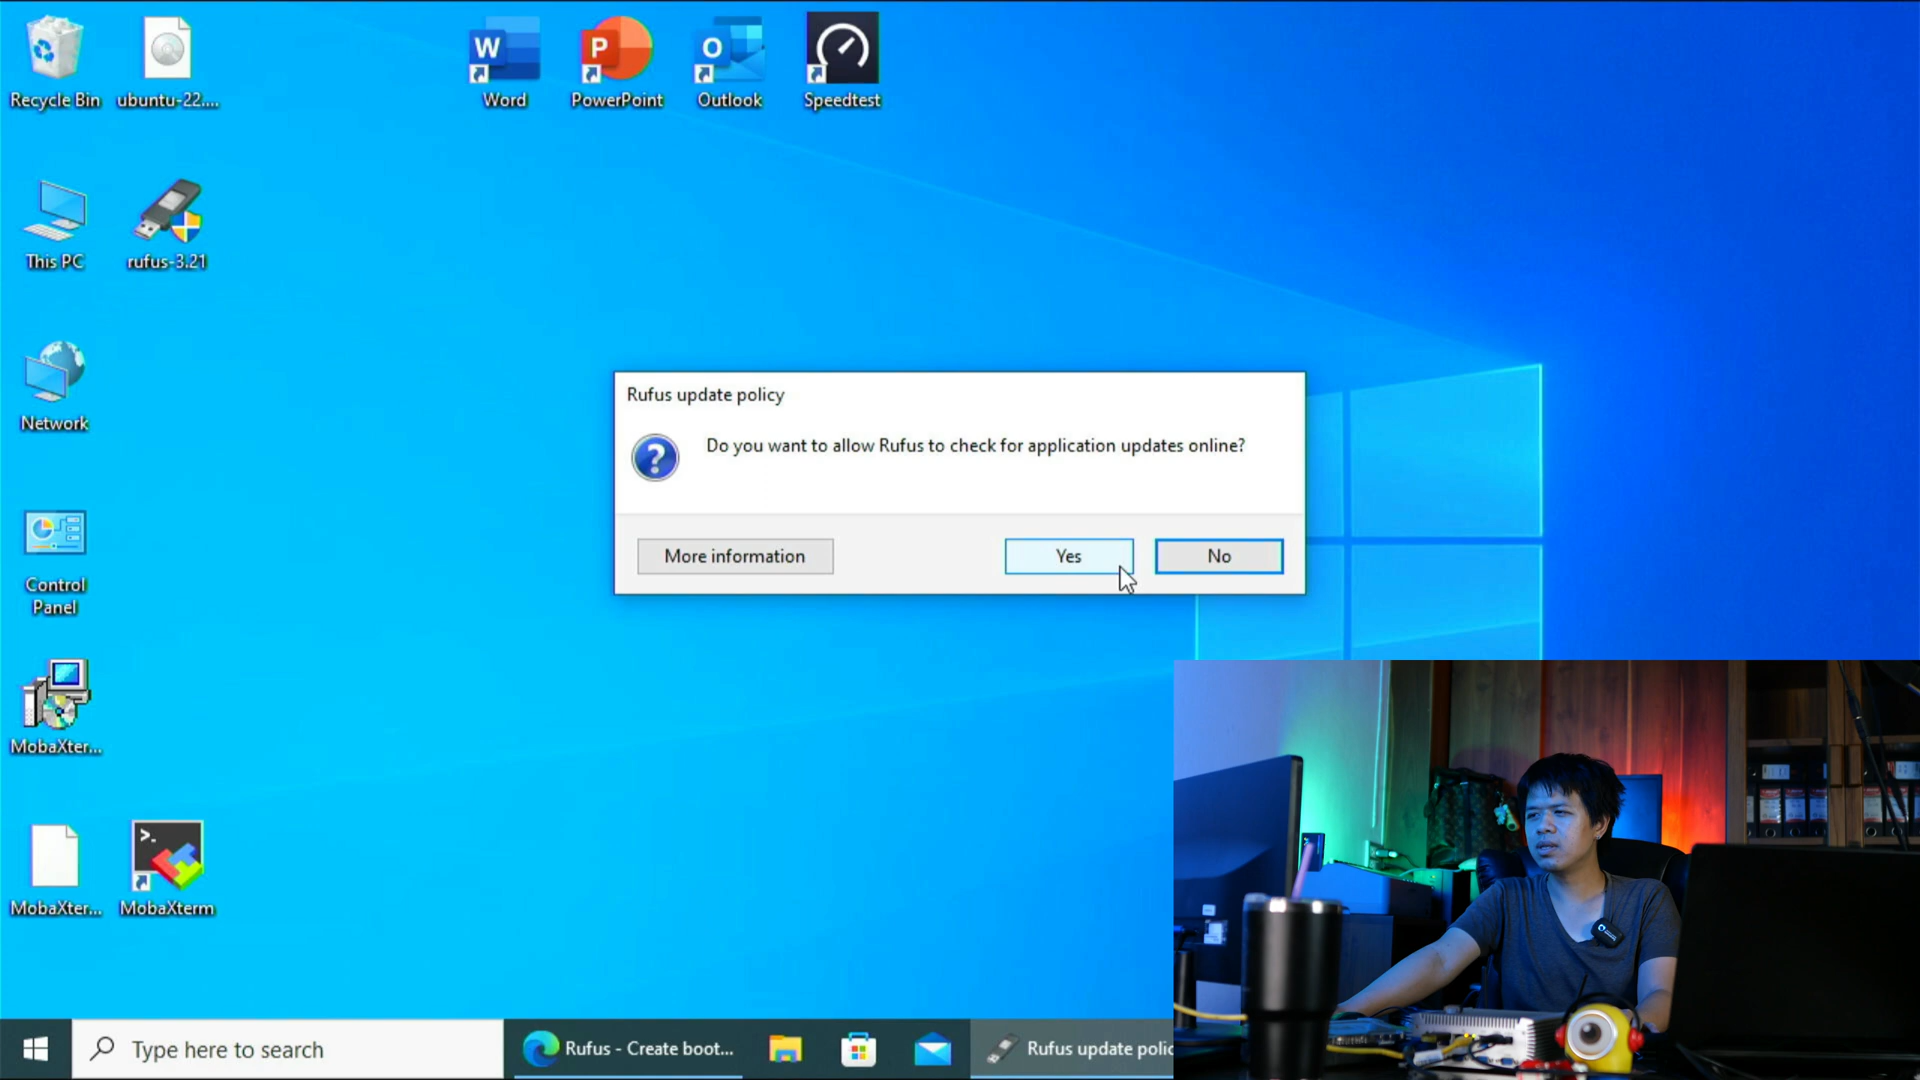 Recycle Bin
ubuntu-22....
Word
PowerPoint
Outlook
Speedtest
This PC
rufus-3.21
Network
Control
Panel
MobaXter...
MobaXter...
MobaXterm
Rufus update policy
Do you want to allow Rufus to check for application updates online?
More information
Yes
No
Type here to search
Rufus - Create boot...
Rufus update polic